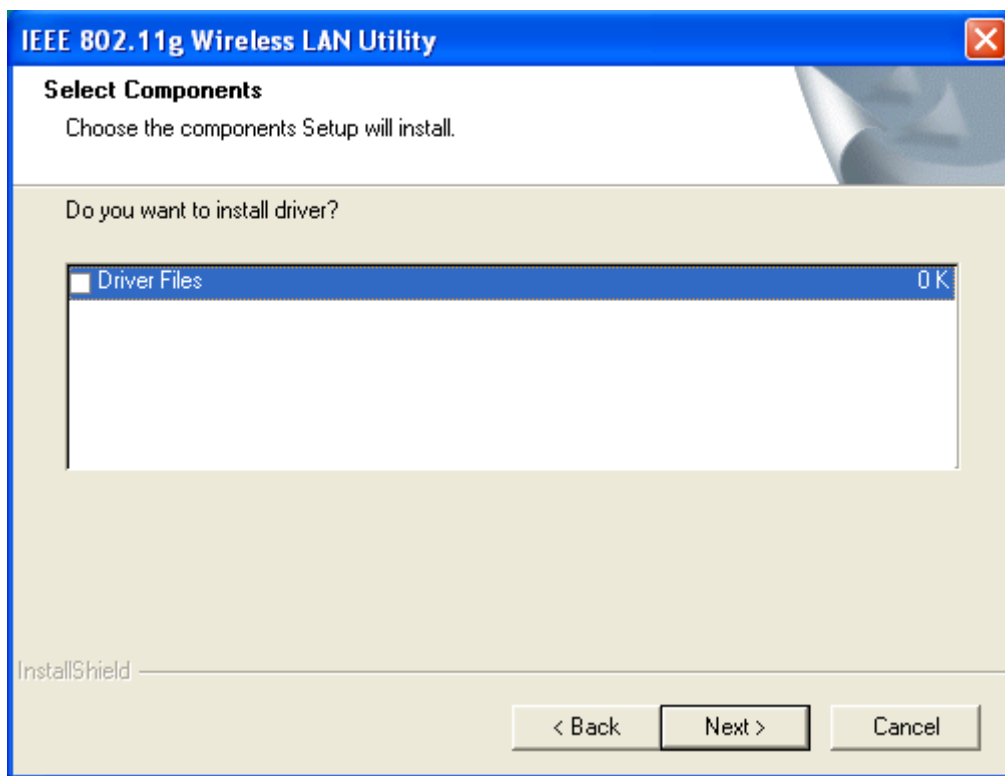 IEEE 802.11g Wireless LAN Utility
Select Components
Choose the components Setup will install.
Do you want to install driver?
Driver Files 0 K
InstallShield
< Back Next > Cancel